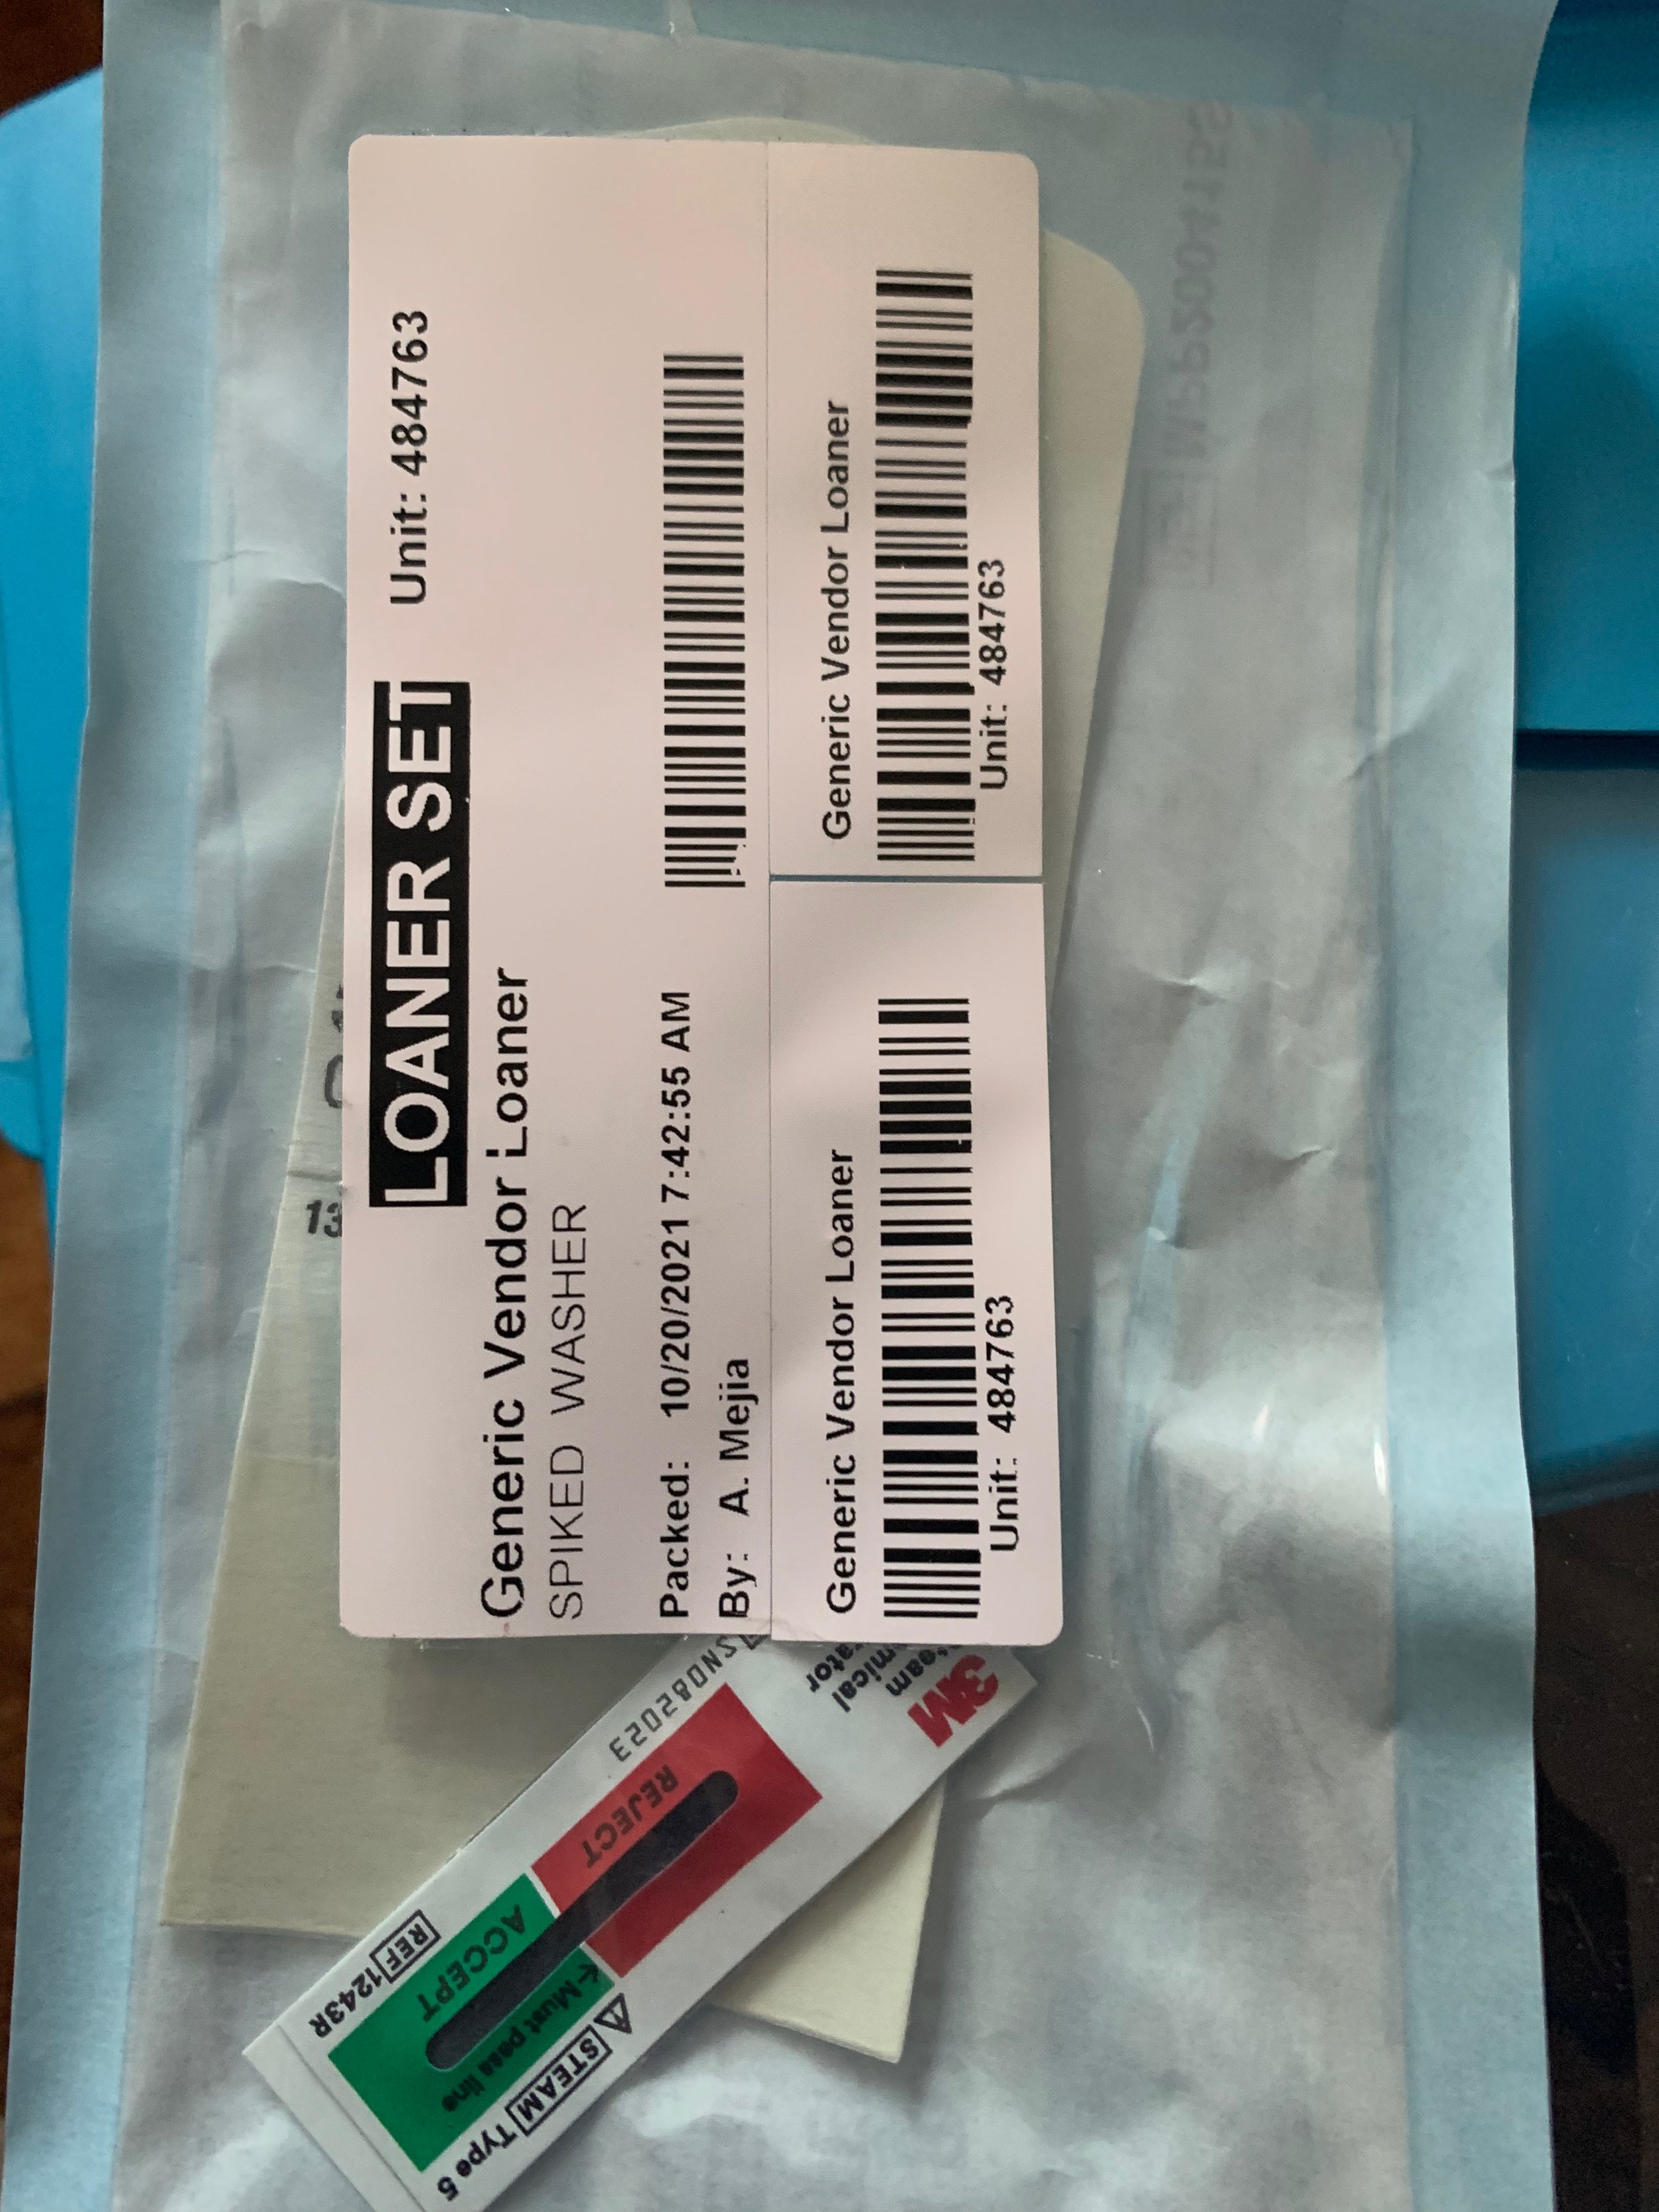 LOANER SET
Unit: 484763
Generic Vendor Loaner
SPIKED WASHER
Packed: 10/20/2021 7:42:55 AM
By: A. Mejia
Generic Vendor Loaner
Unit: 484763
Generic Vendor Loaner
Unit: 484763
13
REF 1243R
SN082023
ACCEPT
REJECT
←Must pass line
STEAM Type 5
3M